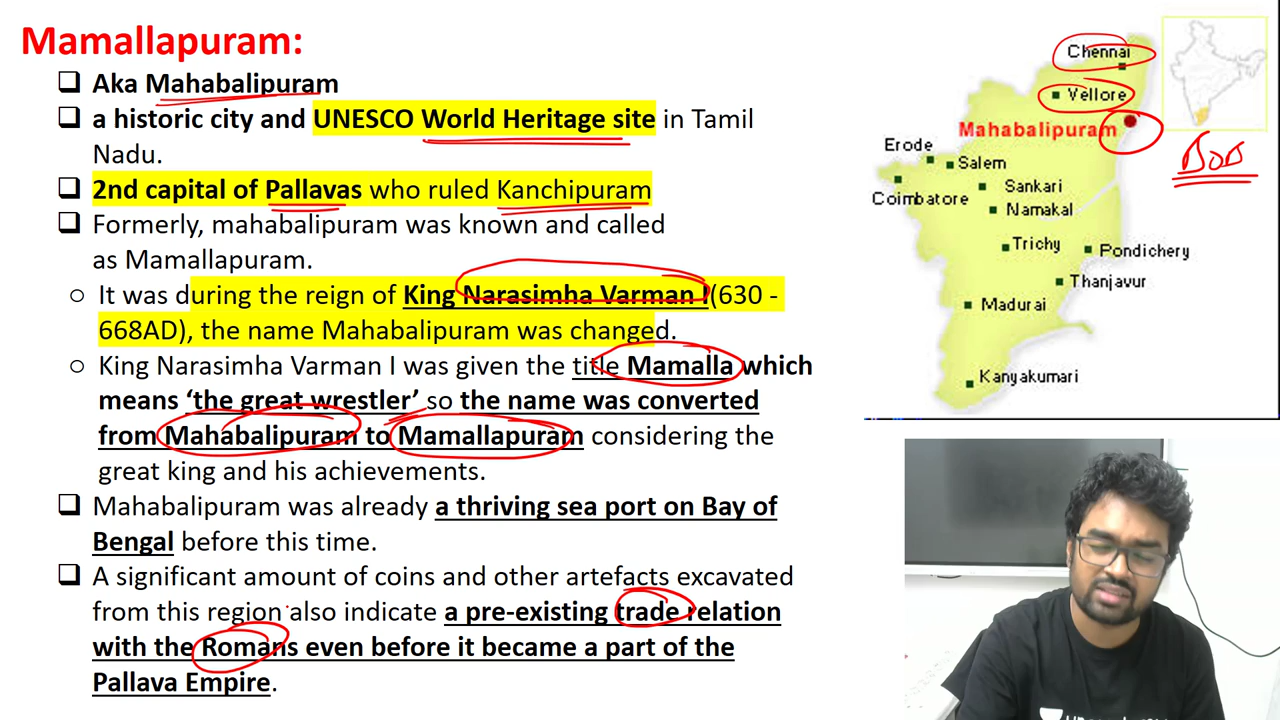 Mamallapuram:
❑ Aka Mahabalipuram
❑ a historic city and UNESCO World Heritage site in Tamil
Nadu.
❑ 2nd capital of Pallavas who ruled Kanchipuram
❑ Formerly, mahabalipuram was known and called
as Mamallapuram.
○ It was during the reign of King Narasimha Varman I(630 -
668AD), the name Mahabalipuram was changed.
○ King Narasimha Varman I was given the title Mamalla which
means ‘the great wrestler’ so the name was converted
from Mahabalipuram to Mamallapuram considering the
great king and his achievements.
❑ Mahabalipuram was already a thriving sea port on Bay of
Bengal before this time.
❑ A significant amount of coins and other artefacts excavated
from this region also indicate a pre-existing trade relation
with the Romans even before it became a part of the
Pallava Empire.
Chennai
Vellore
Mahabalipuram
BOB
Erode
Salem
Coimbatore
Sankari
Namakal
Trichy
Pondichery
Thanjavur
Madurai
Kanyakumari